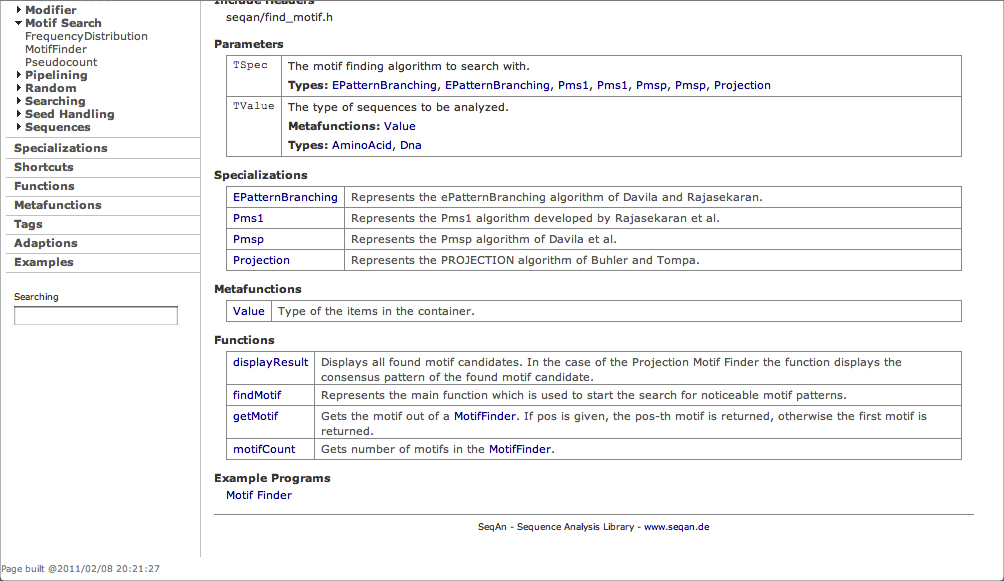 Modifier
Motif Search
FrequencyDistribution
MotifFinder
Pseudocount
Pipelining
Random
Searching
Seed Handling
Sequences
Specializations
Shortcuts
Functions
Metafunctions
Tags
Adaptions
Examples
Searching
Include Headers
seqan/find_motif.h
Parameters
TSpec The motif finding algorithm to search with.
Types: EPatternBranching, EPatternBranching, Pms1, Pms1, Pmsp, Pmsp, Projection
TValue The type of sequences to be analyzed.
Metafunctions: Value
Types: AminoAcid, Dna
Specializations
EPatternBranching Represents the ePatternBranching algorithm of Davila and Rajasekaran.
Pms1 Represents the Pms1 algorithm developed by Rajasekaran et al.
Pmsp Represents the Pmsp algorithm of Davila et al.
Projection Represents the PROJECTION algorithm of Buhler and Tompa.
Metafunctions
Value Type of the items in the container.
Functions
displayResult Displays all found motif candidates. In the case of the Projection Motif Finder the function displays the
consensus pattern of the found motif candidate.
findMotif Represents the main function which is used to start the search for noticeable motif patterns.
getMotif Gets the motif out of a MotifFinder. If pos is given, the pos-th motif is returned, otherwise the first motif is
returned.
motifCount Gets number of motifs in the MotifFinder.
Example Programs
Motif Finder
SeqAn - Sequence Analysis Library - www.seqan.de
Page built @2011/02/08 20:21:27